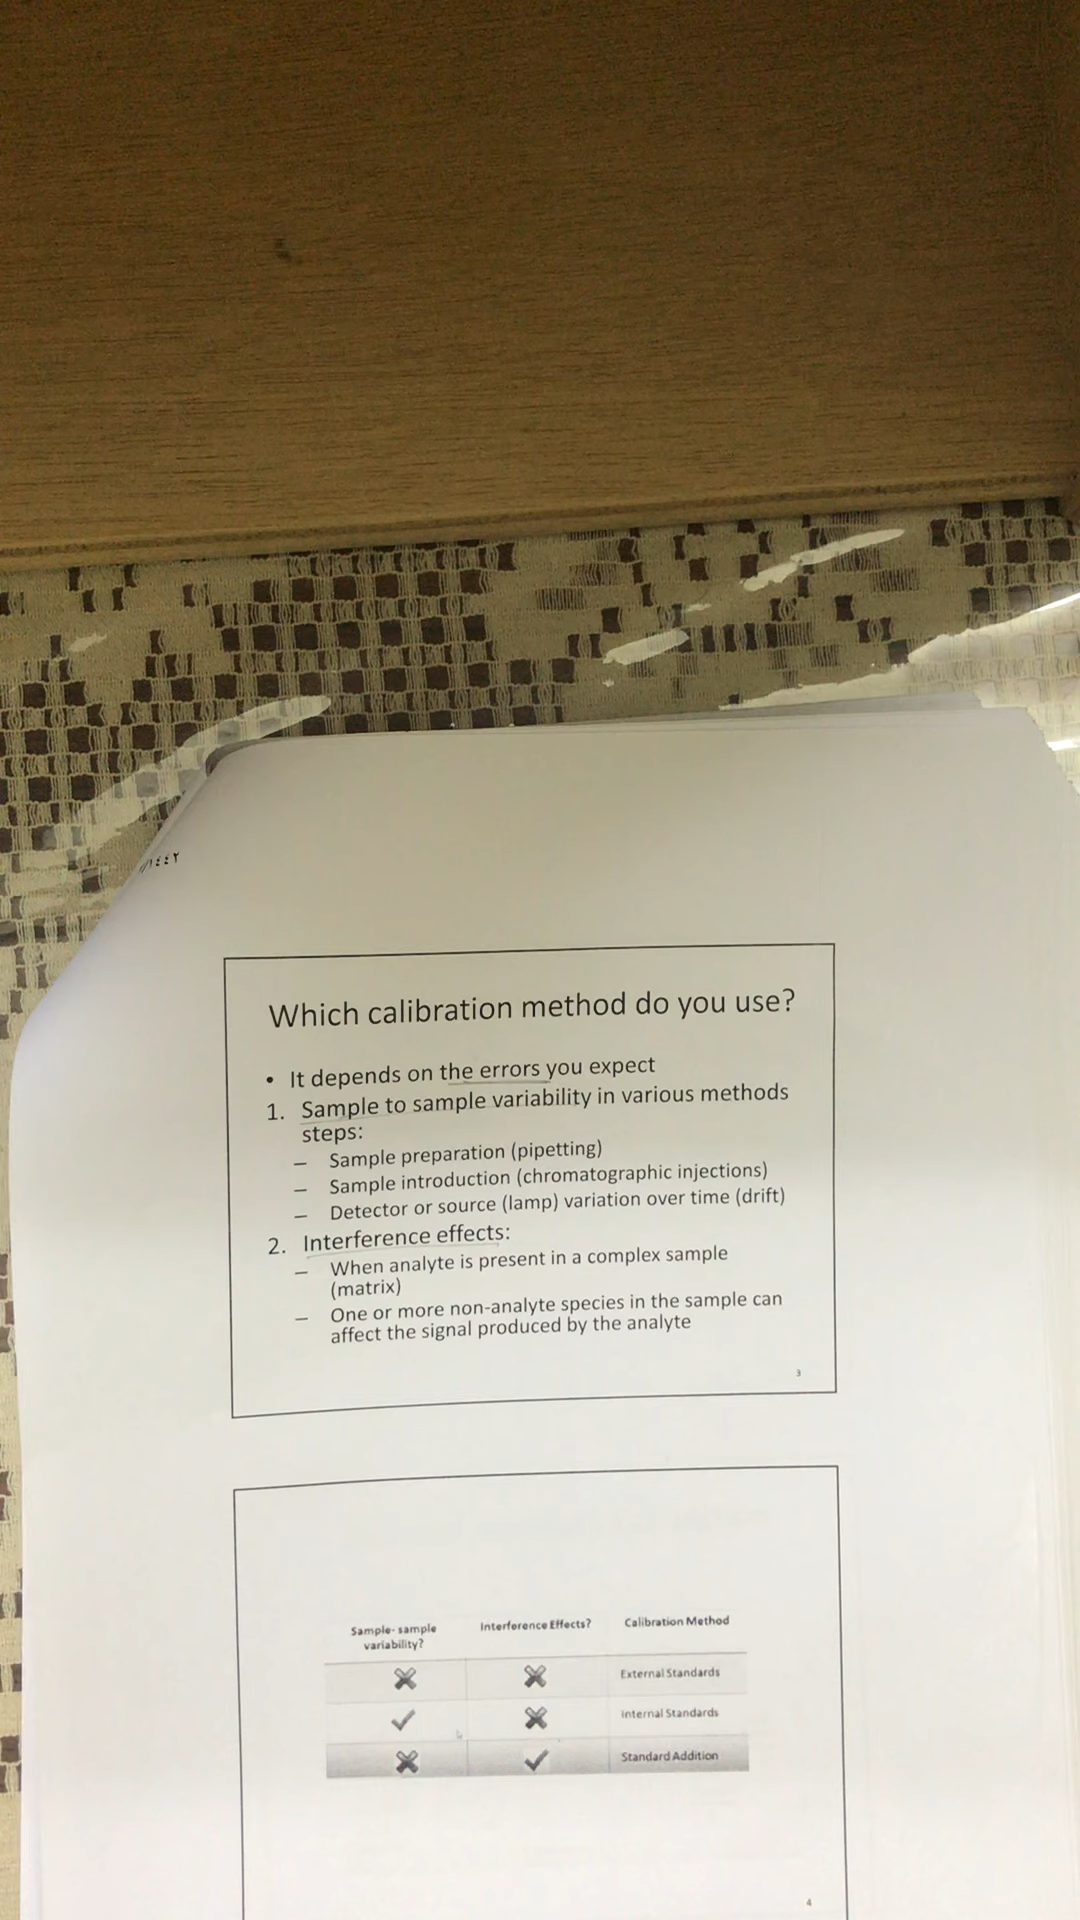 /١٤٤٢
Which calibration method do you use?
• It depends on the errors you expect
1. Sample to sample variability in various methods
steps:
– Sample preparation (pipetting)
– Sample introduction (chromatographic injections)
– Detector or source (lamp) variation over time (drift)
2. Interference effects:
– When analyte is present in a complex sample
(matrix)
– One or more non-analyte species in the sample can
affect the signal produced by the analyte
3
Sample- sample variability? Interference Effects? Calibration Method
✖ ✖ External Standards
✓ ✖ Internal Standards
✖ ✓ Standard Addition
4